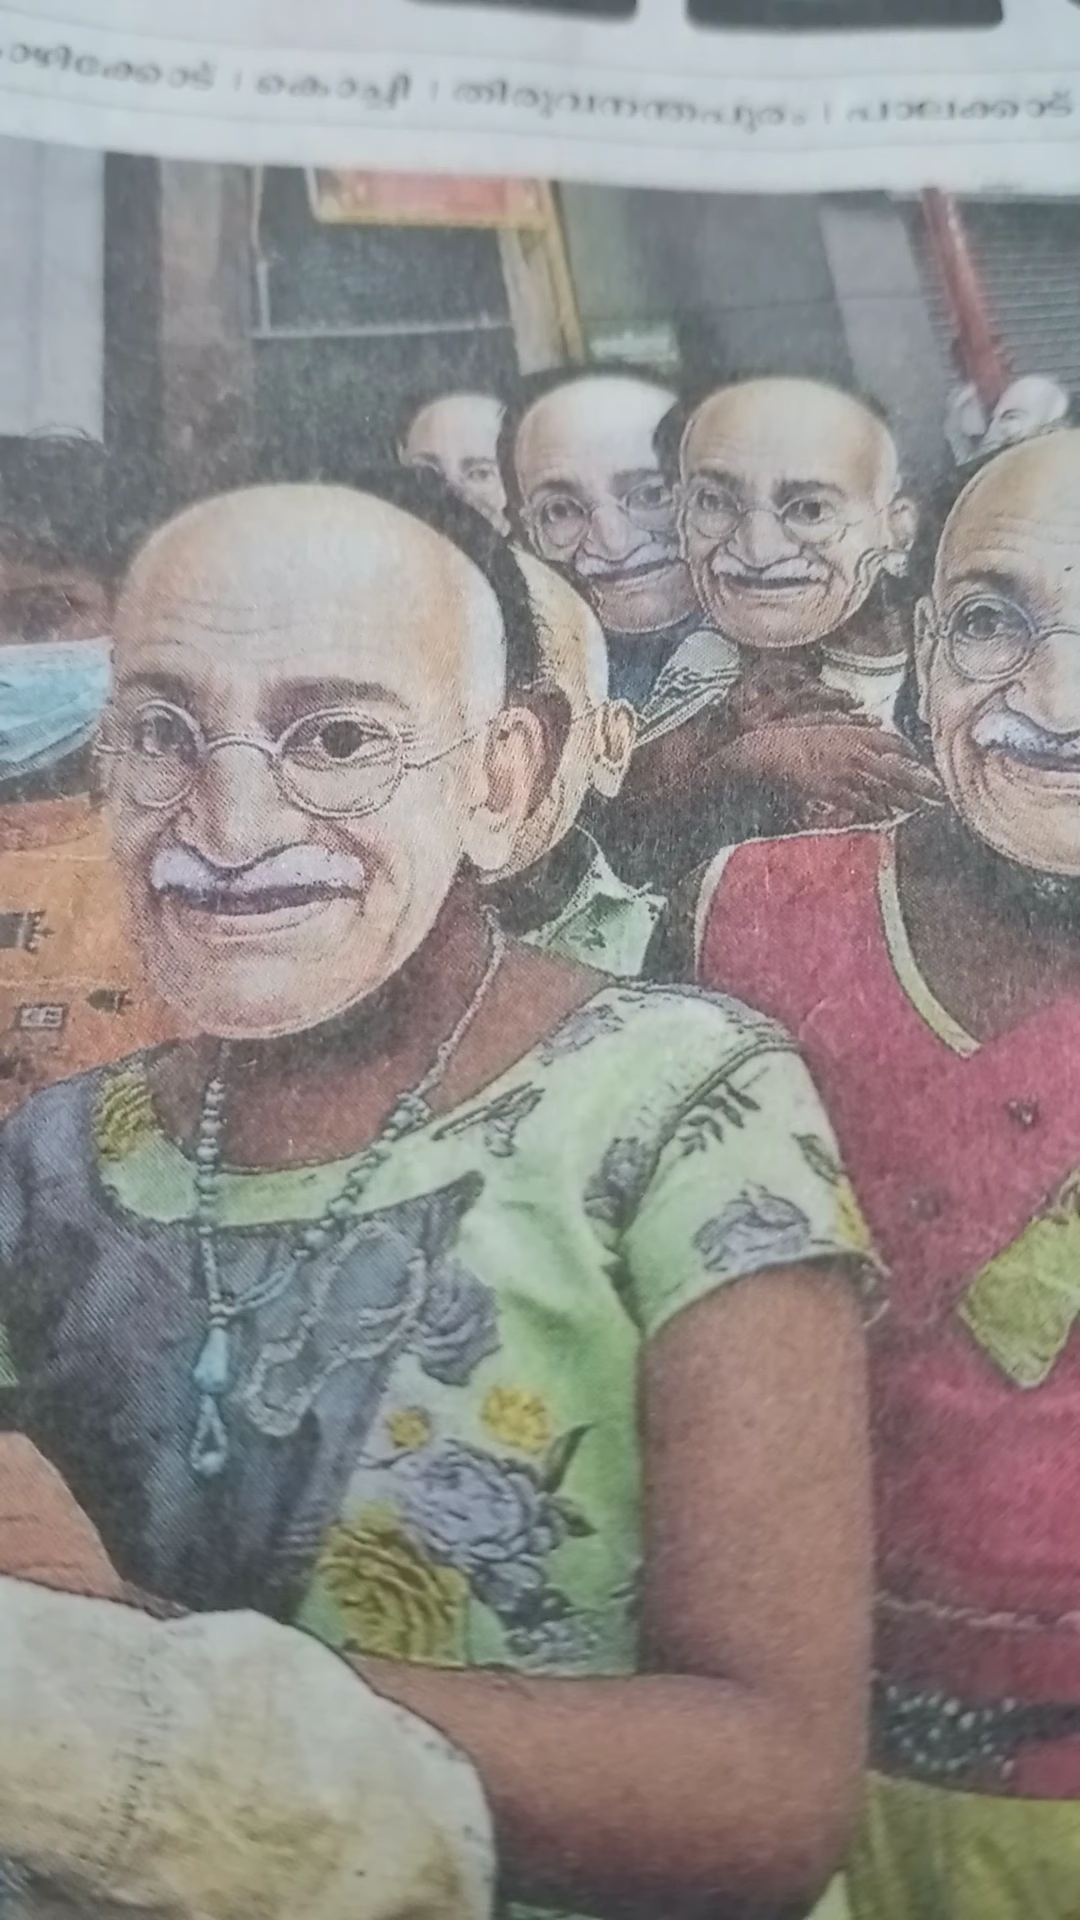 ഴിക്കോട് | കൊച്ചി | തിരുവനന്തപുരം | പാലക്കാട്